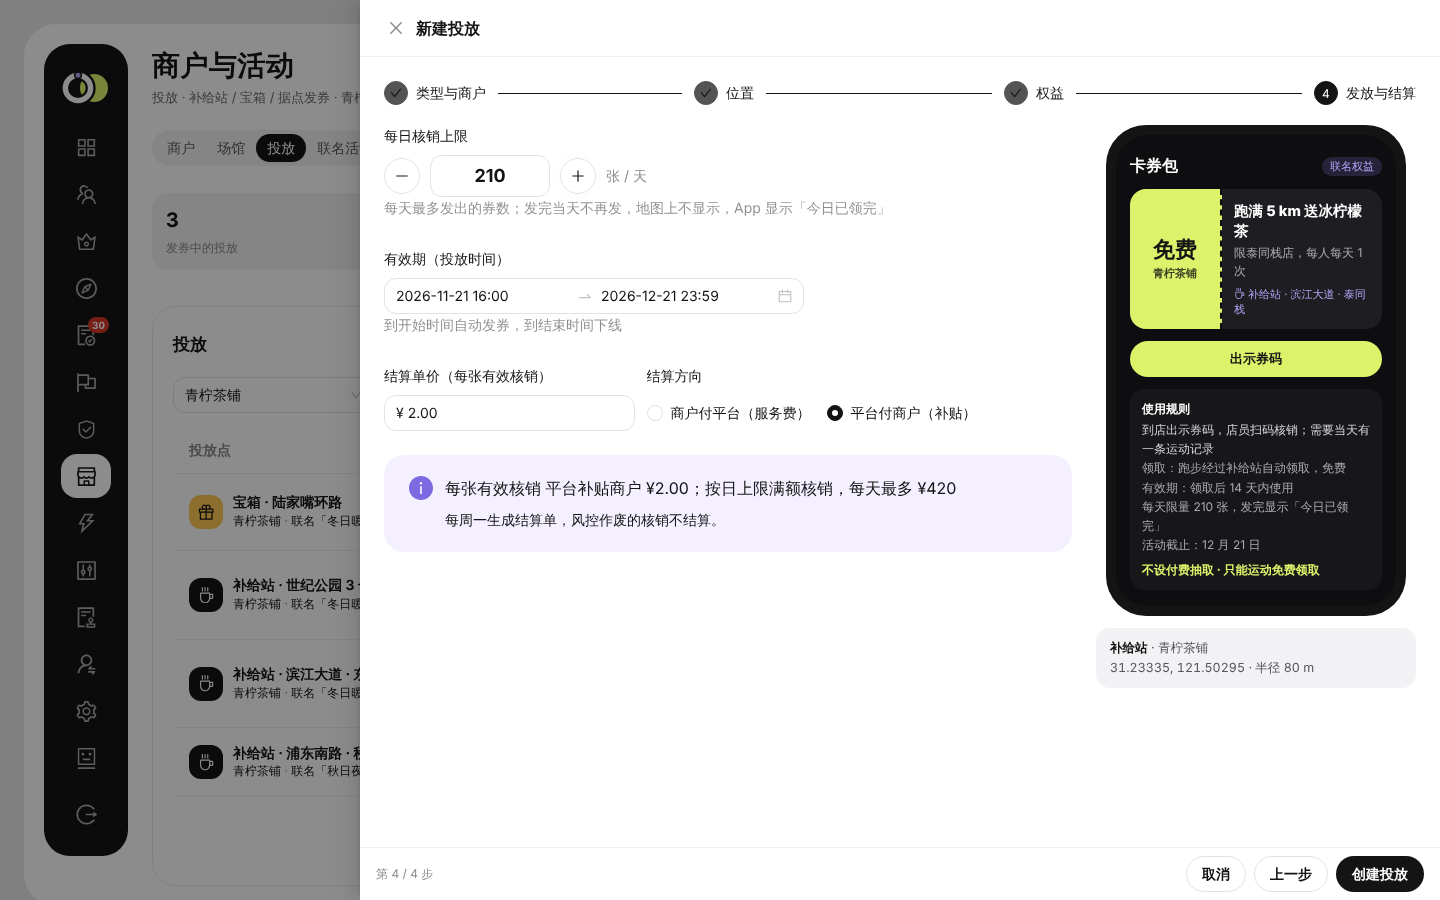 新建投放
商户与活动
投放 · 补给站 / 宝箱 / 据点发券 · 青柠
商户 场馆 投放 联名活
3
发券中的投放
30
投放
青柠茶铺
投放点
宝箱 · 陆家嘴环路
青柠茶铺 · 联名「冬日暖
补给站 · 世纪公园 3
青柠茶铺 · 联名「冬日暖
补给站 · 滨江大道 ·
青柠茶铺 · 联名「冬日暖
补给站 · 浦东南路 ·
青柠茶铺 · 联名「秋日夜
类型与商户 位置 权益 4 发放与结算
每日核销上限
210 张 / 天
每天最多发出的券数；发完当天不再发，地图上不显示，App 显示「今日已领完」
有效期（投放时间）
2026-11-21 16:00 → 2026-12-21 23:59
到开始时间自动发券，到结束时间下线
结算单价（每张有效核销） 结算方向
¥ 2.00 商户付平台（服务费） 平台付商户（补贴）
每张有效核销 平台补贴商户 ¥2.00；按日上限满额核销，每天最多 ¥420
每周一生成结算单，风控作废的核销不结算。
卡券包 联名权益
免费
青柠茶铺
跑满 5 km 送冰柠檬
茶
限泰同栈店，每人每天 1
次
补给站 · 滨江大道 · 泰同
栈
出示券码
使用规则
到店出示券码，店员扫码核销；需要当天有
一条运动记录
领取：跑步经过补给站自动领取，免费
有效期：领取后 14 天内使用
每天限量 210 张，发完显示「今日已领
完」
活动截止：12 月 21 日
不设付费抽取 · 只能运动免费领取
补给站 · 青柠茶铺
31.23335, 121.50295 · 半径 80 m
第 4 / 4 步
取消 上一步 创建投放